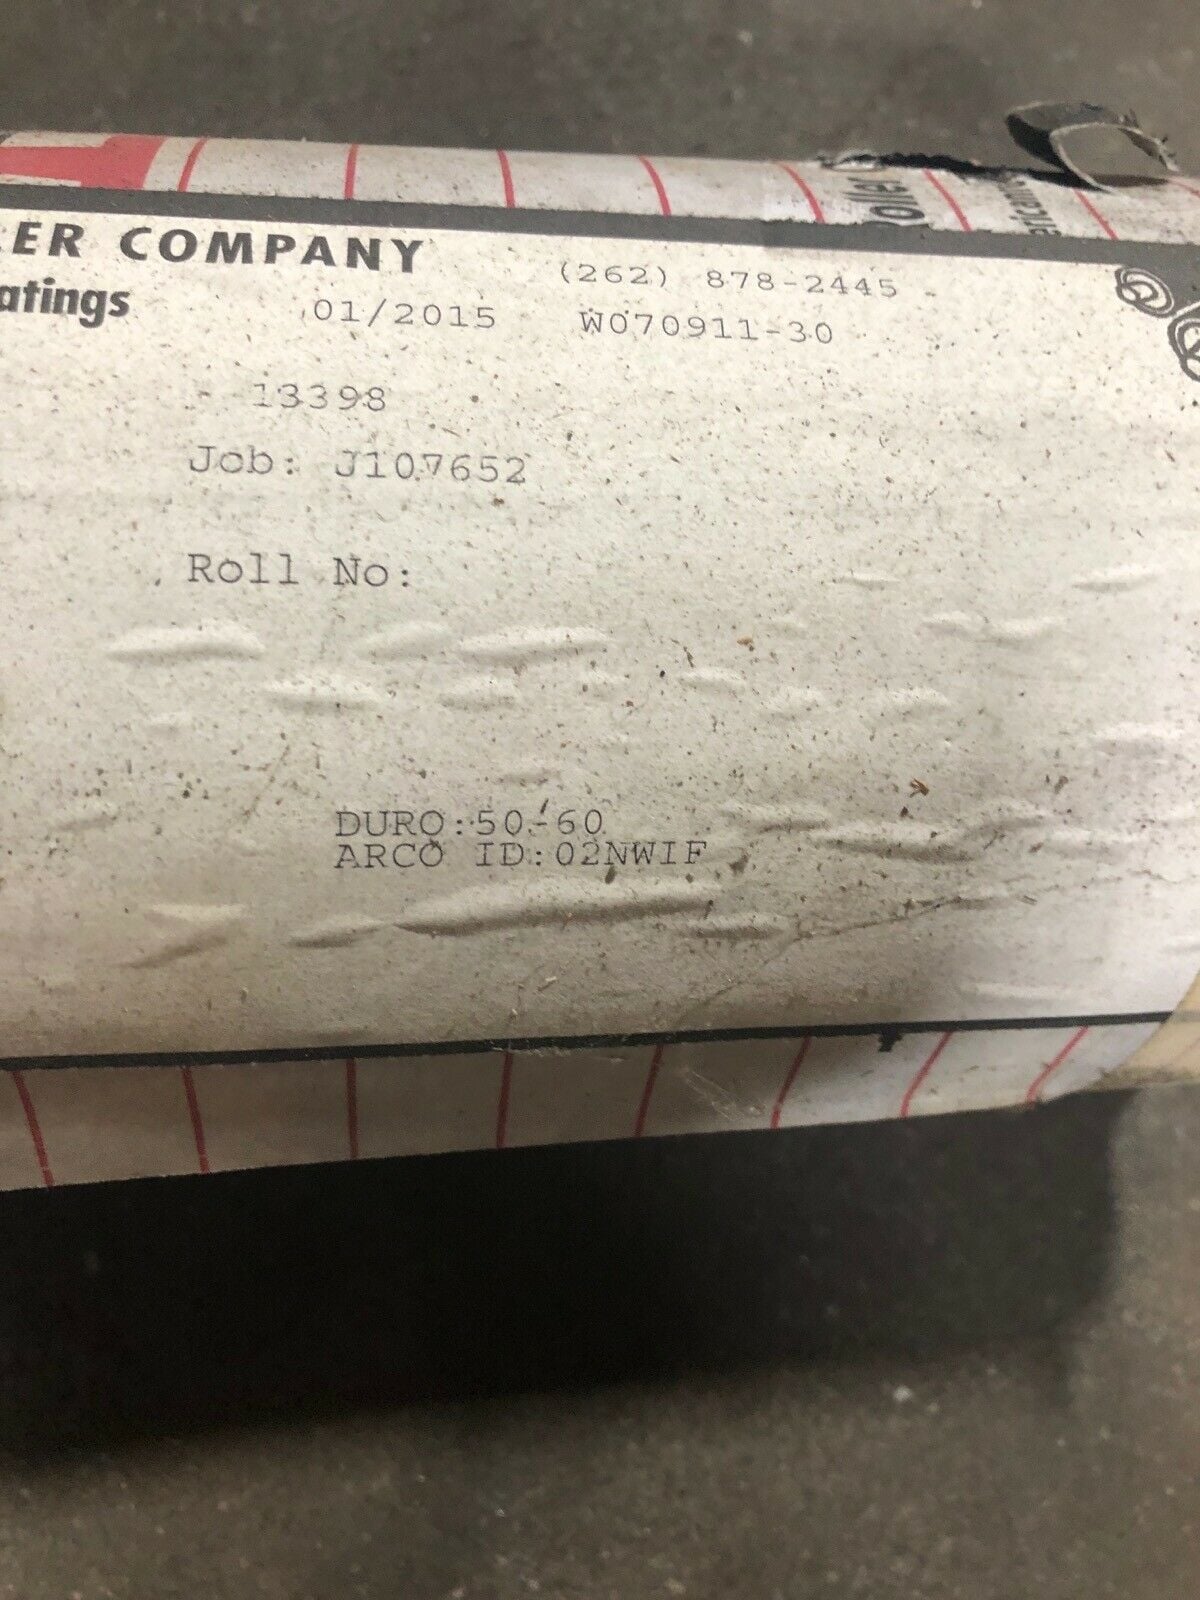 LER COMPANY
(262) 878-2445
atings
01/2015 W070911-30
13398
Job: J107652
Roll No:
DURO:50-60
ARCO ID:02NWIF